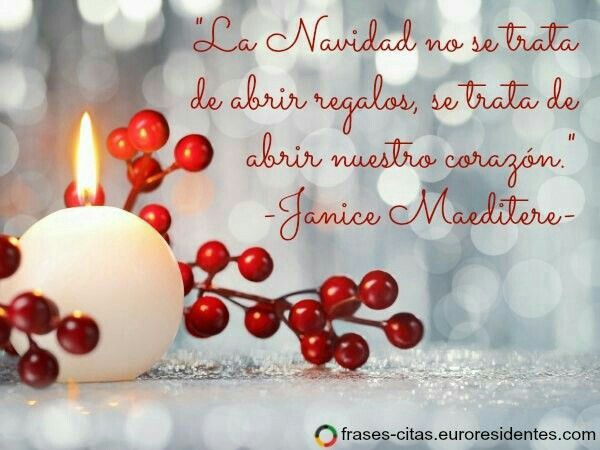 "La Navidad no se trata
de abrir regalos, se trata de
abrir nuestro corazón."
-Janice Maeditere-
frases-citas.euroresidentes.com